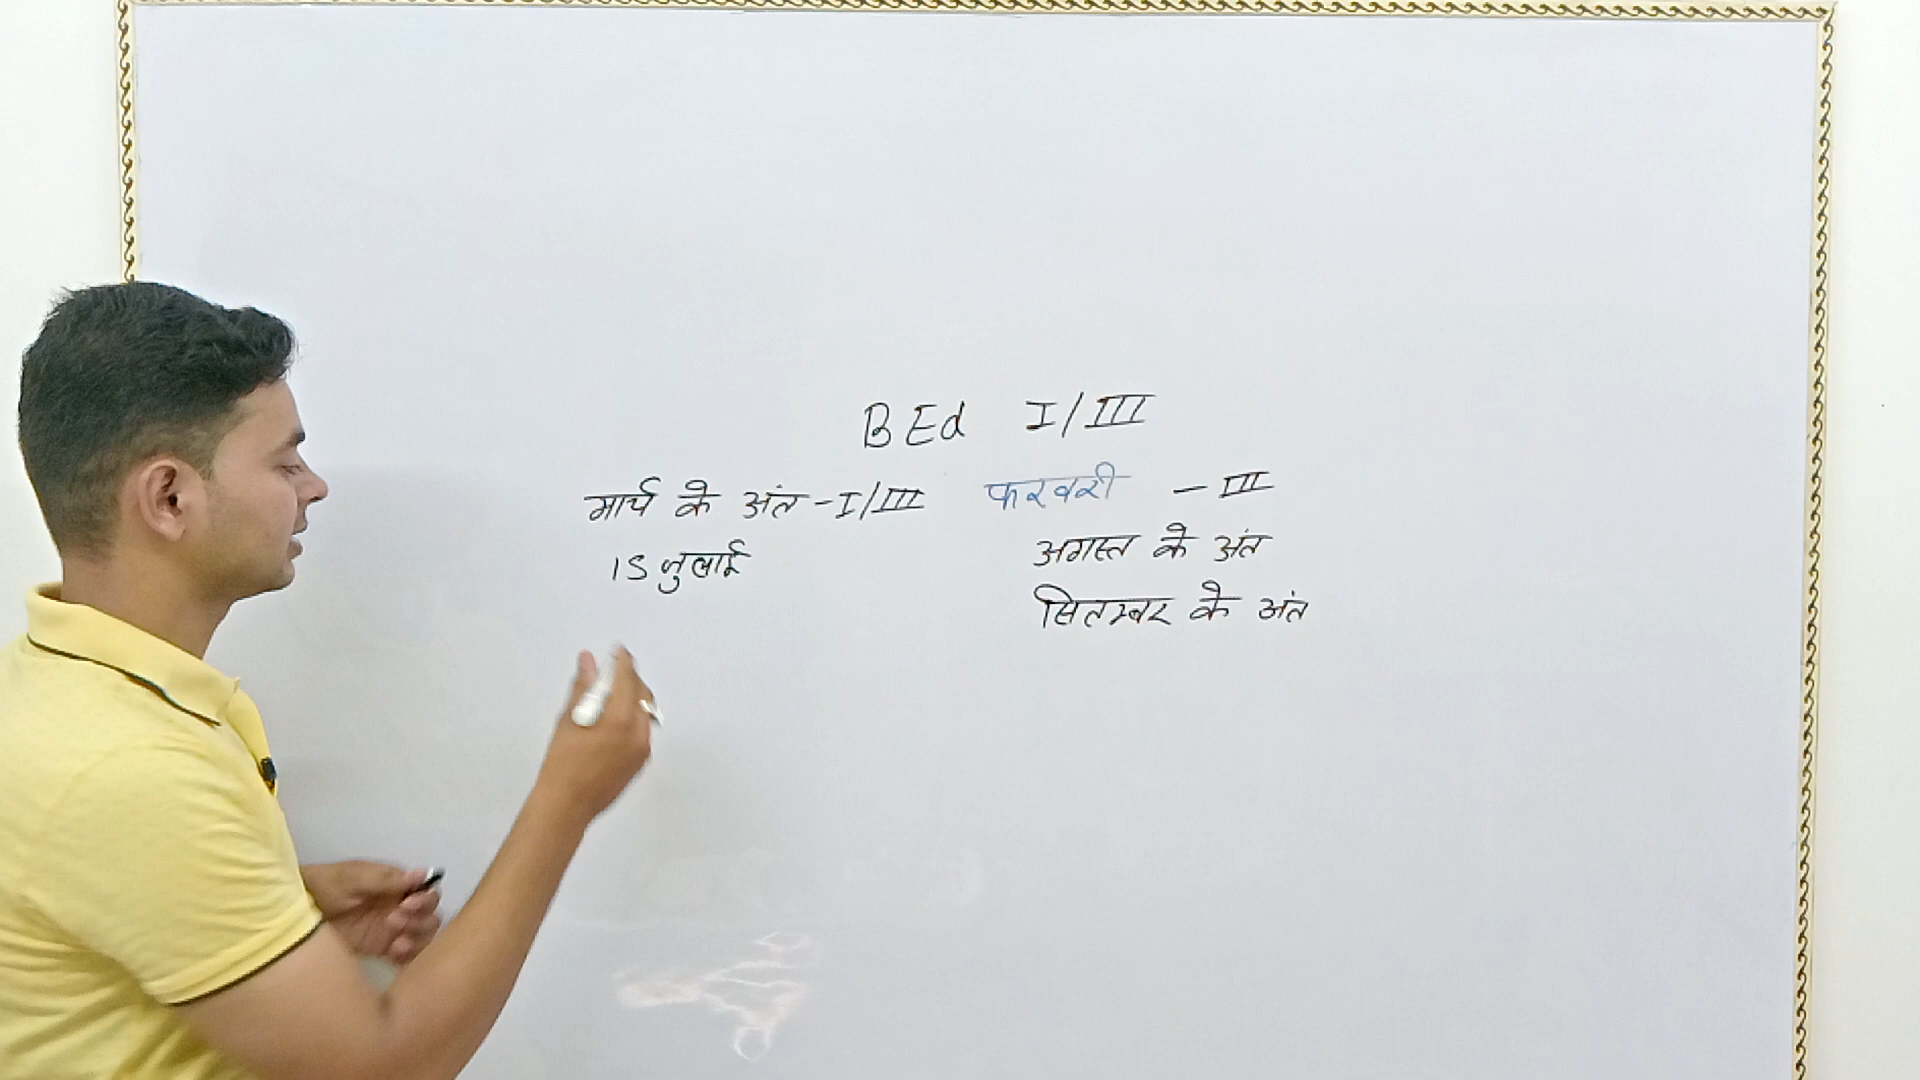 BEd I/III
मार्च के अंत - I/III फरवरी - III
15 जुलाई अगस्त के अंत
सितम्बर के अंत